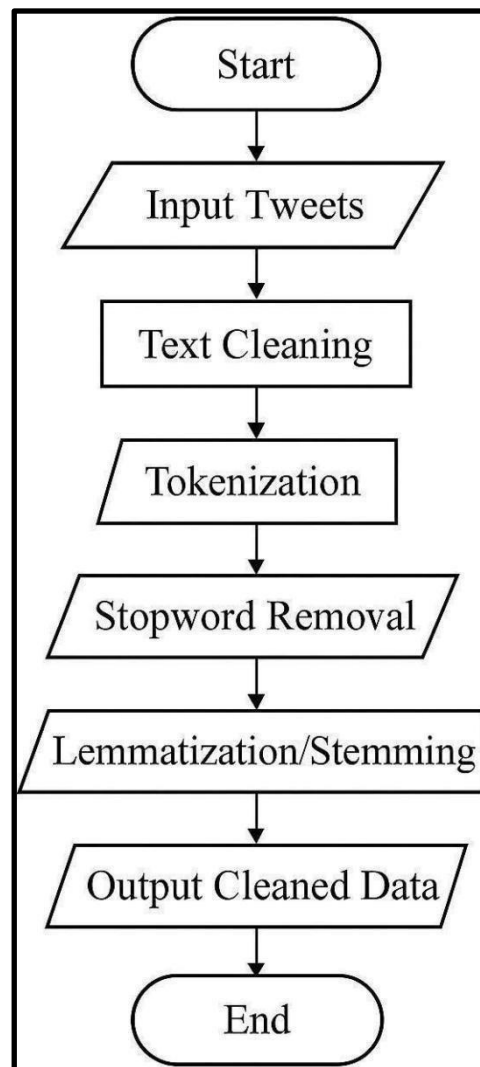 Start
Input Tweets
Text Cleaning
Tokenization
Stopword Removal
Lemmatization/Stemming
Output Cleaned Data
End